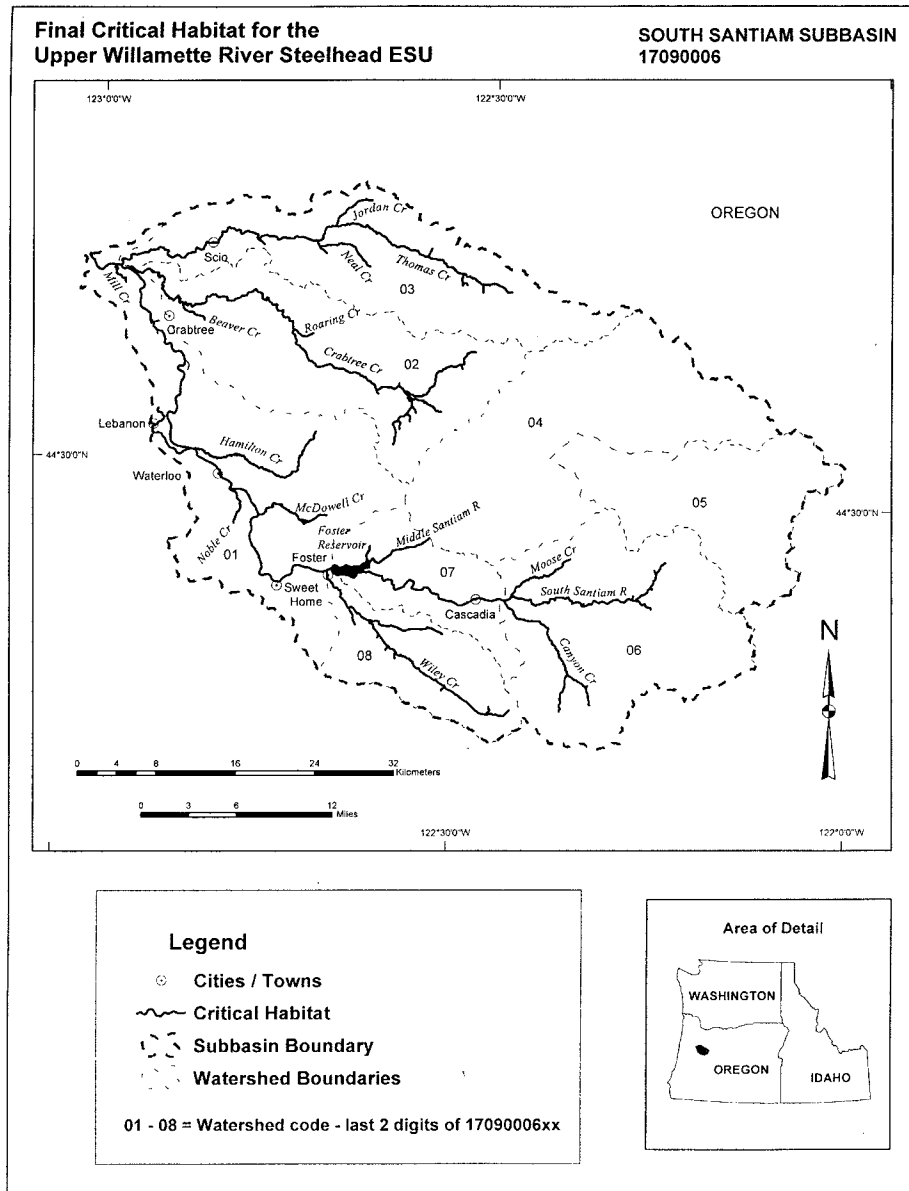 Final Critical Habitat for the
Upper Willamette River Steelhead ESU
SOUTH SANTIAM SUBBASIN
17090006
123°0'0"W
122°30'0"W
OREGON
Jordan Cr
Scio
Neal Cr
Thomas Cr
03
Mill Cr
Crabtree
Beaver Cr
Roaring Cr
Crabtree Cr
02
04
Lebanon
Hamilton Cr
44°30'0"N
Waterloo
05
44°30'0"N
McDowell Cr
Noble Cr
01
Foster
Reservoir
Middle Santiam R
Foster
07
Moose Cr
South Santiam R
Sweet
Home
Cascadia
06
Canyon Cr
08
Wiley Cr
N
0 4 8 16 24 32
Kilometers
0 3 6 12
Miles
122°30'0"W
122°0'0"W
Legend
Cities / Towns
Critical Habitat
Subbasin Boundary
Watershed Boundaries
01 - 08 = Watershed code - last 2 digits of 17090006xx
Area of Detail
WASHINGTON
OREGON
IDAHO